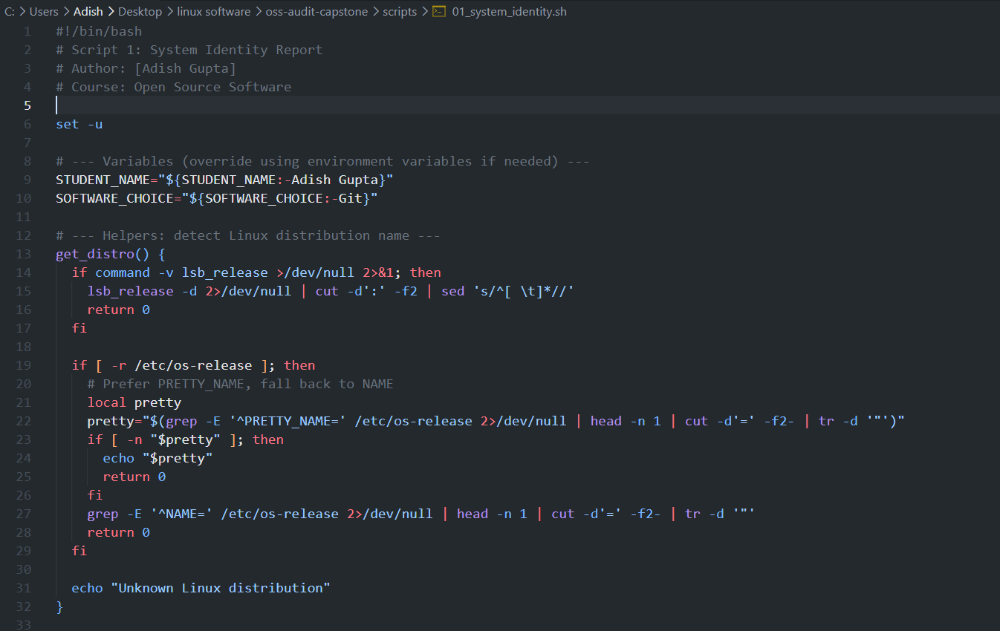 C: > Users > Adish > Desktop > linux software > oss-audit-capstone > scripts > 01_system_identity.sh
1 #!/bin/bash
2 # Script 1: System Identity Report
3 # Author: [Adish Gupta]
4 # Course: Open Source Software
5
6 set -u
7
8 # --- Variables (override using environment variables if needed) ---
9 STUDENT_NAME="${STUDENT_NAME:-Adish Gupta}"
10 SOFTWARE_CHOICE="${SOFTWARE_CHOICE:-Git}"
11
12 # --- Helpers: detect Linux distribution name ---
13 get_distro() {
14   if command -v lsb_release >/dev/null 2>&1; then
15     lsb_release -d 2>/dev/null | cut -d':' -f2 | sed 's/^[ \t]*//'
16     return 0
17   fi
18
19   if [ -r /etc/os-release ]; then
20     # Prefer PRETTY_NAME, fall back to NAME
21     local pretty
22     pretty="$(grep -E '^PRETTY_NAME=' /etc/os-release 2>/dev/null | head -n 1 | cut -d'=' -f2- | tr -d '"')"
23     if [ -n "$pretty" ]; then
24       echo "$pretty"
25       return 0
26     fi
27     grep -E '^NAME=' /etc/os-release 2>/dev/null | head -n 1 | cut -d'=' -f2- | tr -d '"'
28     return 0
29   fi
30
31   echo "Unknown Linux distribution"
32 }
33